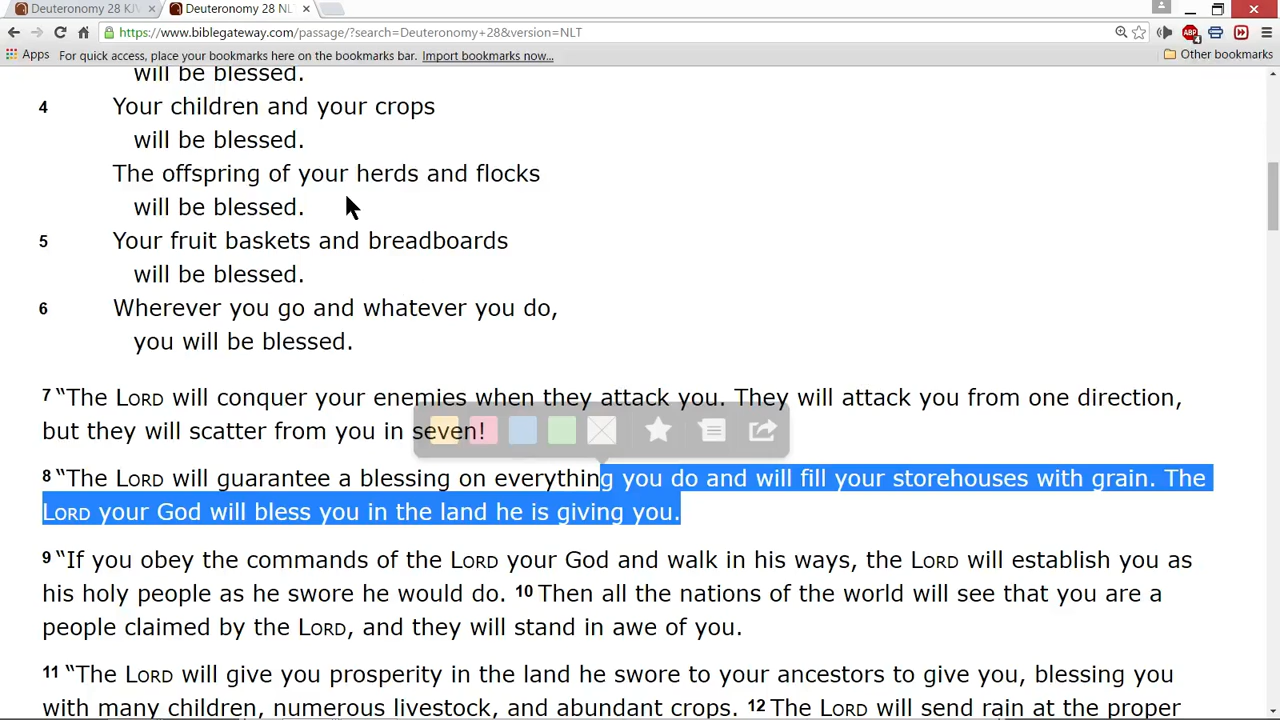 Deuteronomy 28 KJV
Deuteronomy 28 NL
https://www.biblegateway.com/passage/?search=Deuteronomy+28&version=NLT
ABP
4
Apps
For quick access, place your bookmarks here on the bookmarks bar. Import bookmarks now...
Other bookmarks
will be blessed.
4 Your children and your crops
will be blessed.
The offspring of your herds and flocks
will be blessed.
5 Your fruit baskets and breadboards
will be blessed.
6 Wherever you go and whatever you do,
you will be blessed.
7 “The LORD will conquer your enemies when they attack you. They will attack you from one direction,
but they will scatter from you in seven!
8 “The LORD will guarantee a blessing on everything you do and will fill your storehouses with grain. The
LORD your God will bless you in the land he is giving you.
9 “If you obey the commands of the LORD your God and walk in his ways, the LORD will establish you as
his holy people as he swore he would do. 10 Then all the nations of the world will see that you are a
people claimed by the LORD, and they will stand in awe of you.
11 “The LORD will give you prosperity in the land he swore to your ancestors to give you, blessing you
with many children, numerous livestock, and abundant crops. 12 The LORD will send rain at the proper